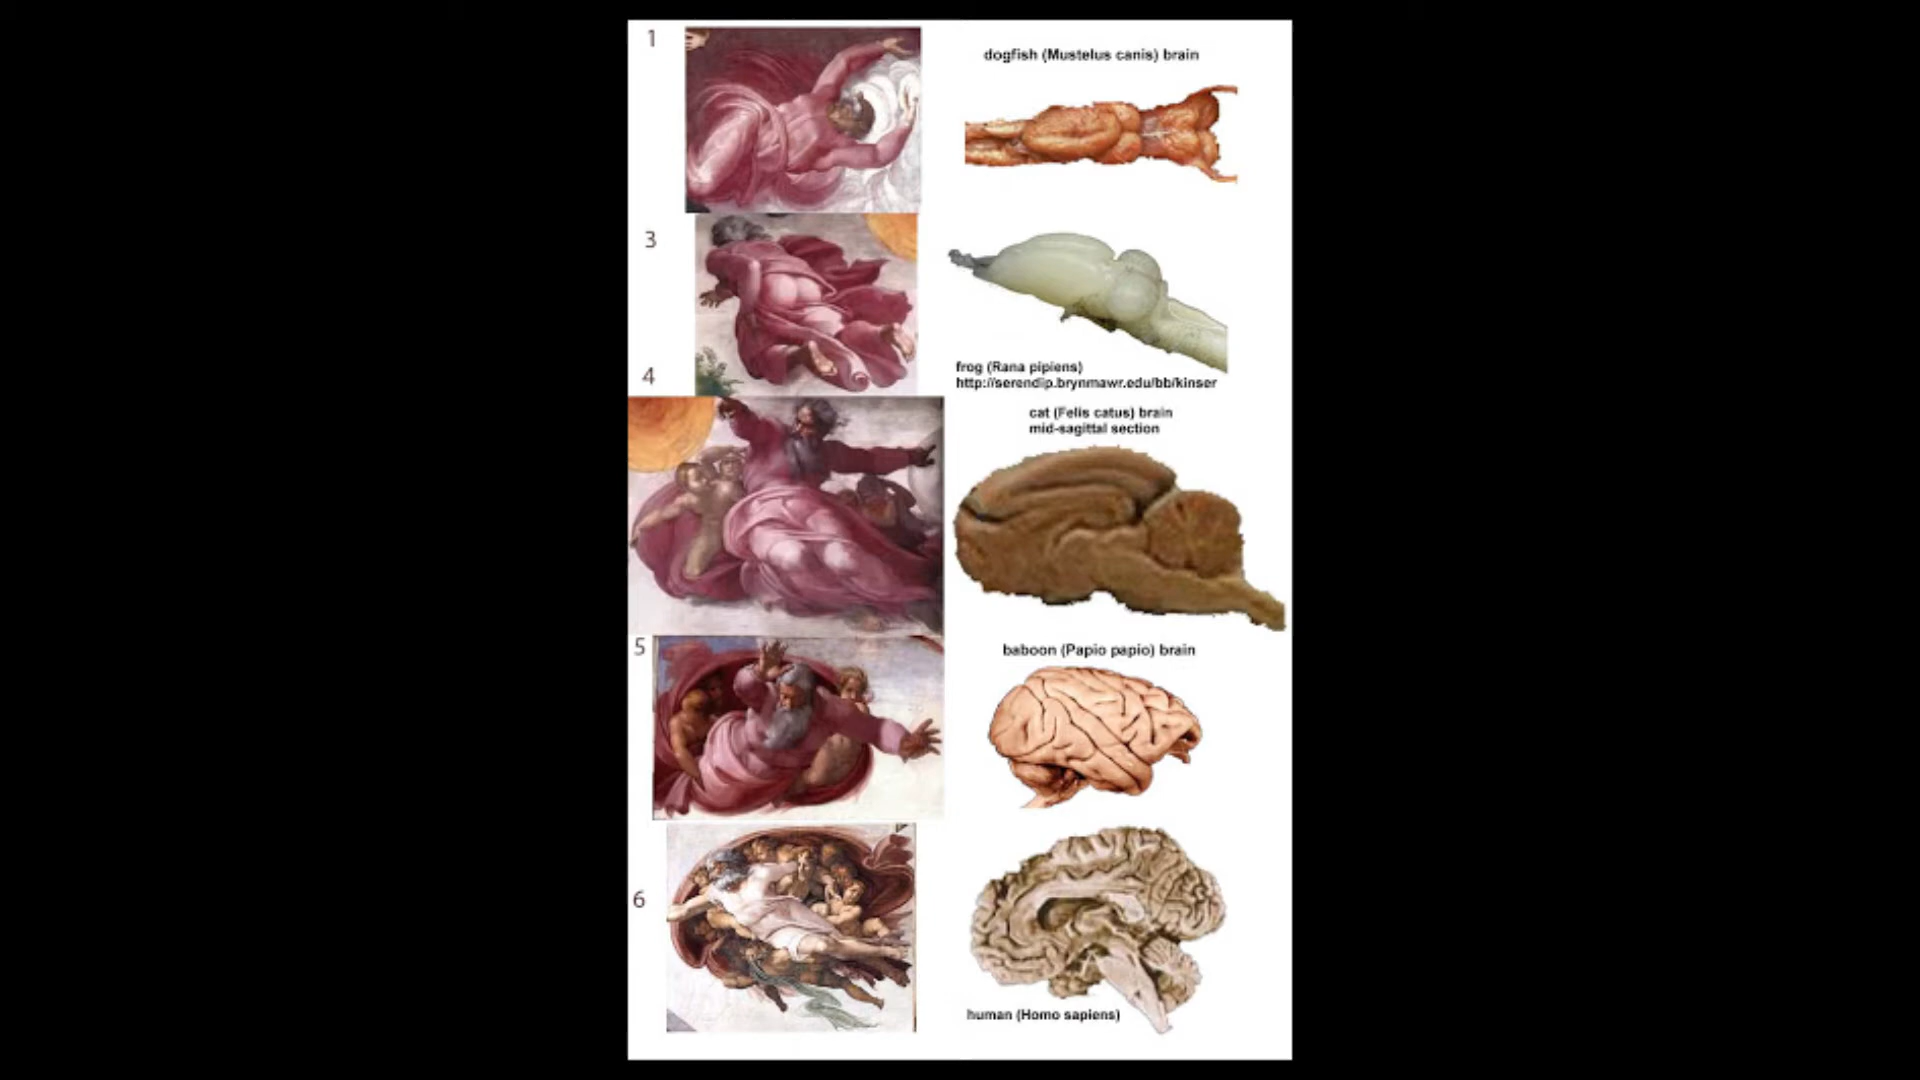 1
dogfish (Mustelus canis) brain
3
frog (Rana pipiens)
4
http://serendip.brynmawr.edu/bb/kinser
cat (Felis catus) brain
mid-sagittal section
5
baboon (Papio papio) brain
6
human (Homo sapiens)